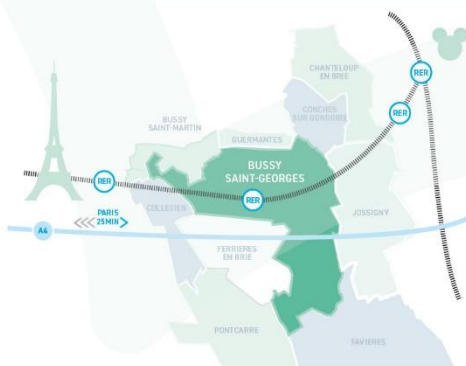 CHANTELOUP
EN BRIE
RER
CONCHES
SUR GONDOIRE
RER
BUSSY
SAINT-MARTIN
GUERMANTES
BUSSY
SAINT-GEORGES
RER
RER
COLLEGIEN
JOSSIGNY
PARIS
25MIN
A4
FERRIERES
EN BRIE
PONTCARRE
FAVIERES